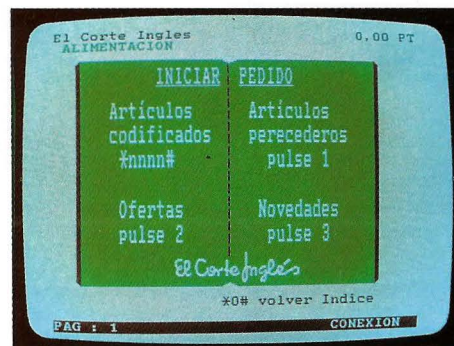 El Corte Ingles
0,00 PT
ALIMENTACION
INICIAR PEDIDO
Artículos
codificados
*nnnn#
Artículos
perecederos
pulse 1
Ofertas
pulse 2
Novedades
pulse 3
El Corte Inglés
*0# volver Indice
PAG : 1
CONEXION